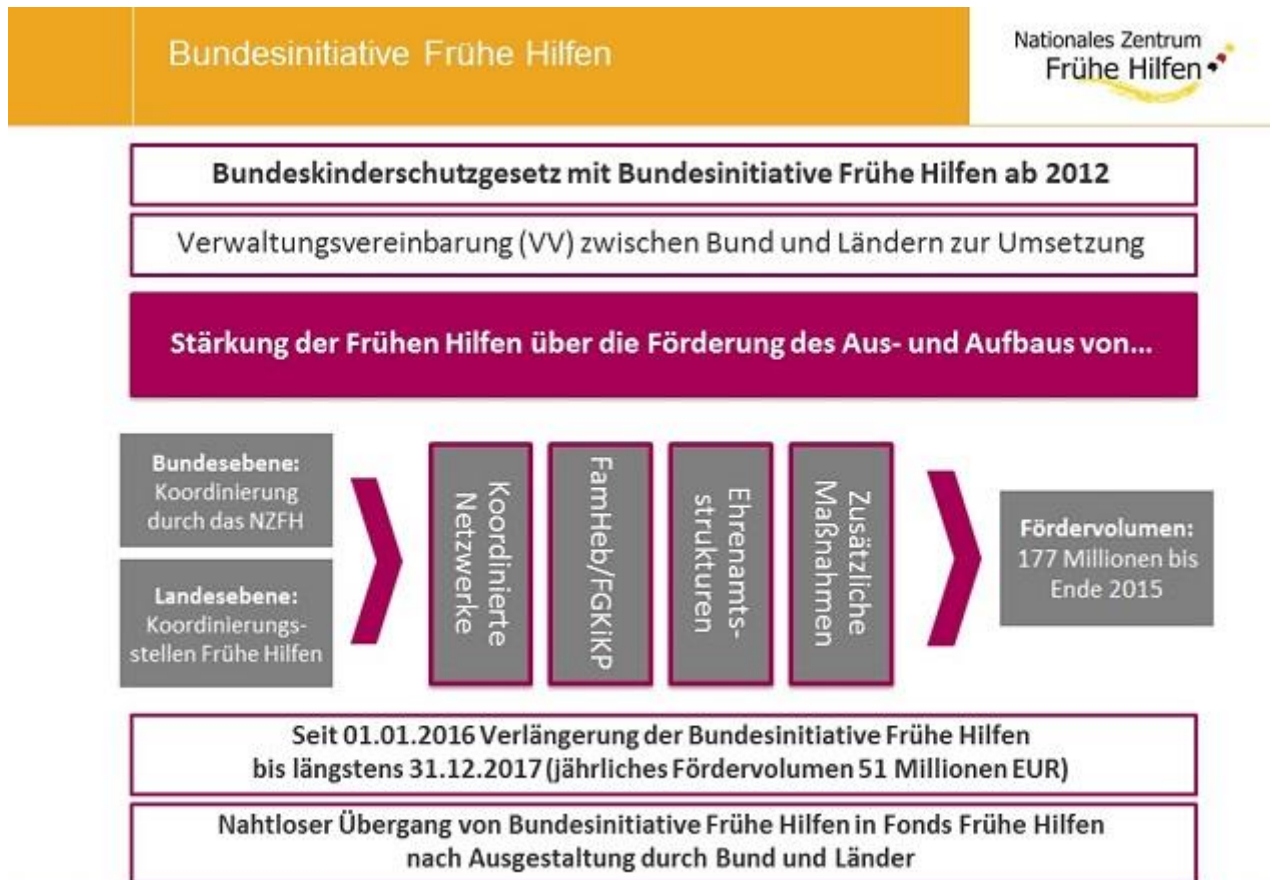 Bundesinitiative Frühe Hilfen
Nationales Zentrum
Frühe Hilfen
Bundeskinderschutzgesetz mit Bundesinitiative Frühe Hilfen ab 2012
Verwaltungsvereinbarung (VV) zwischen Bund und Ländern zur Umsetzung
Stärkung der Frühen Hilfen über die Förderung des Aus- und Aufbaus von...
Bundesebene:
Koordinierung
durch das NZFH
Landesebene:
Koordinierungs-
stellen Frühe Hilfen
Koordinierte
Netzwerke
FamHeb/FGKiKP
Ehrenamts-
strukturen
Zusätzliche
Maßnahmen
Fördervolumen:
177 Millionen bis
Ende 2015
Seit 01.01.2016 Verlängerung der Bundesinitiative Frühe Hilfen
bis längstens 31.12.2017 (jährliches Fördervolumen 51 Millionen EUR)
Nahtloser Übergang von Bundesinitiative Frühe Hilfen in Fonds Frühe Hilfen
nach Ausgestaltung durch Bund und Länder